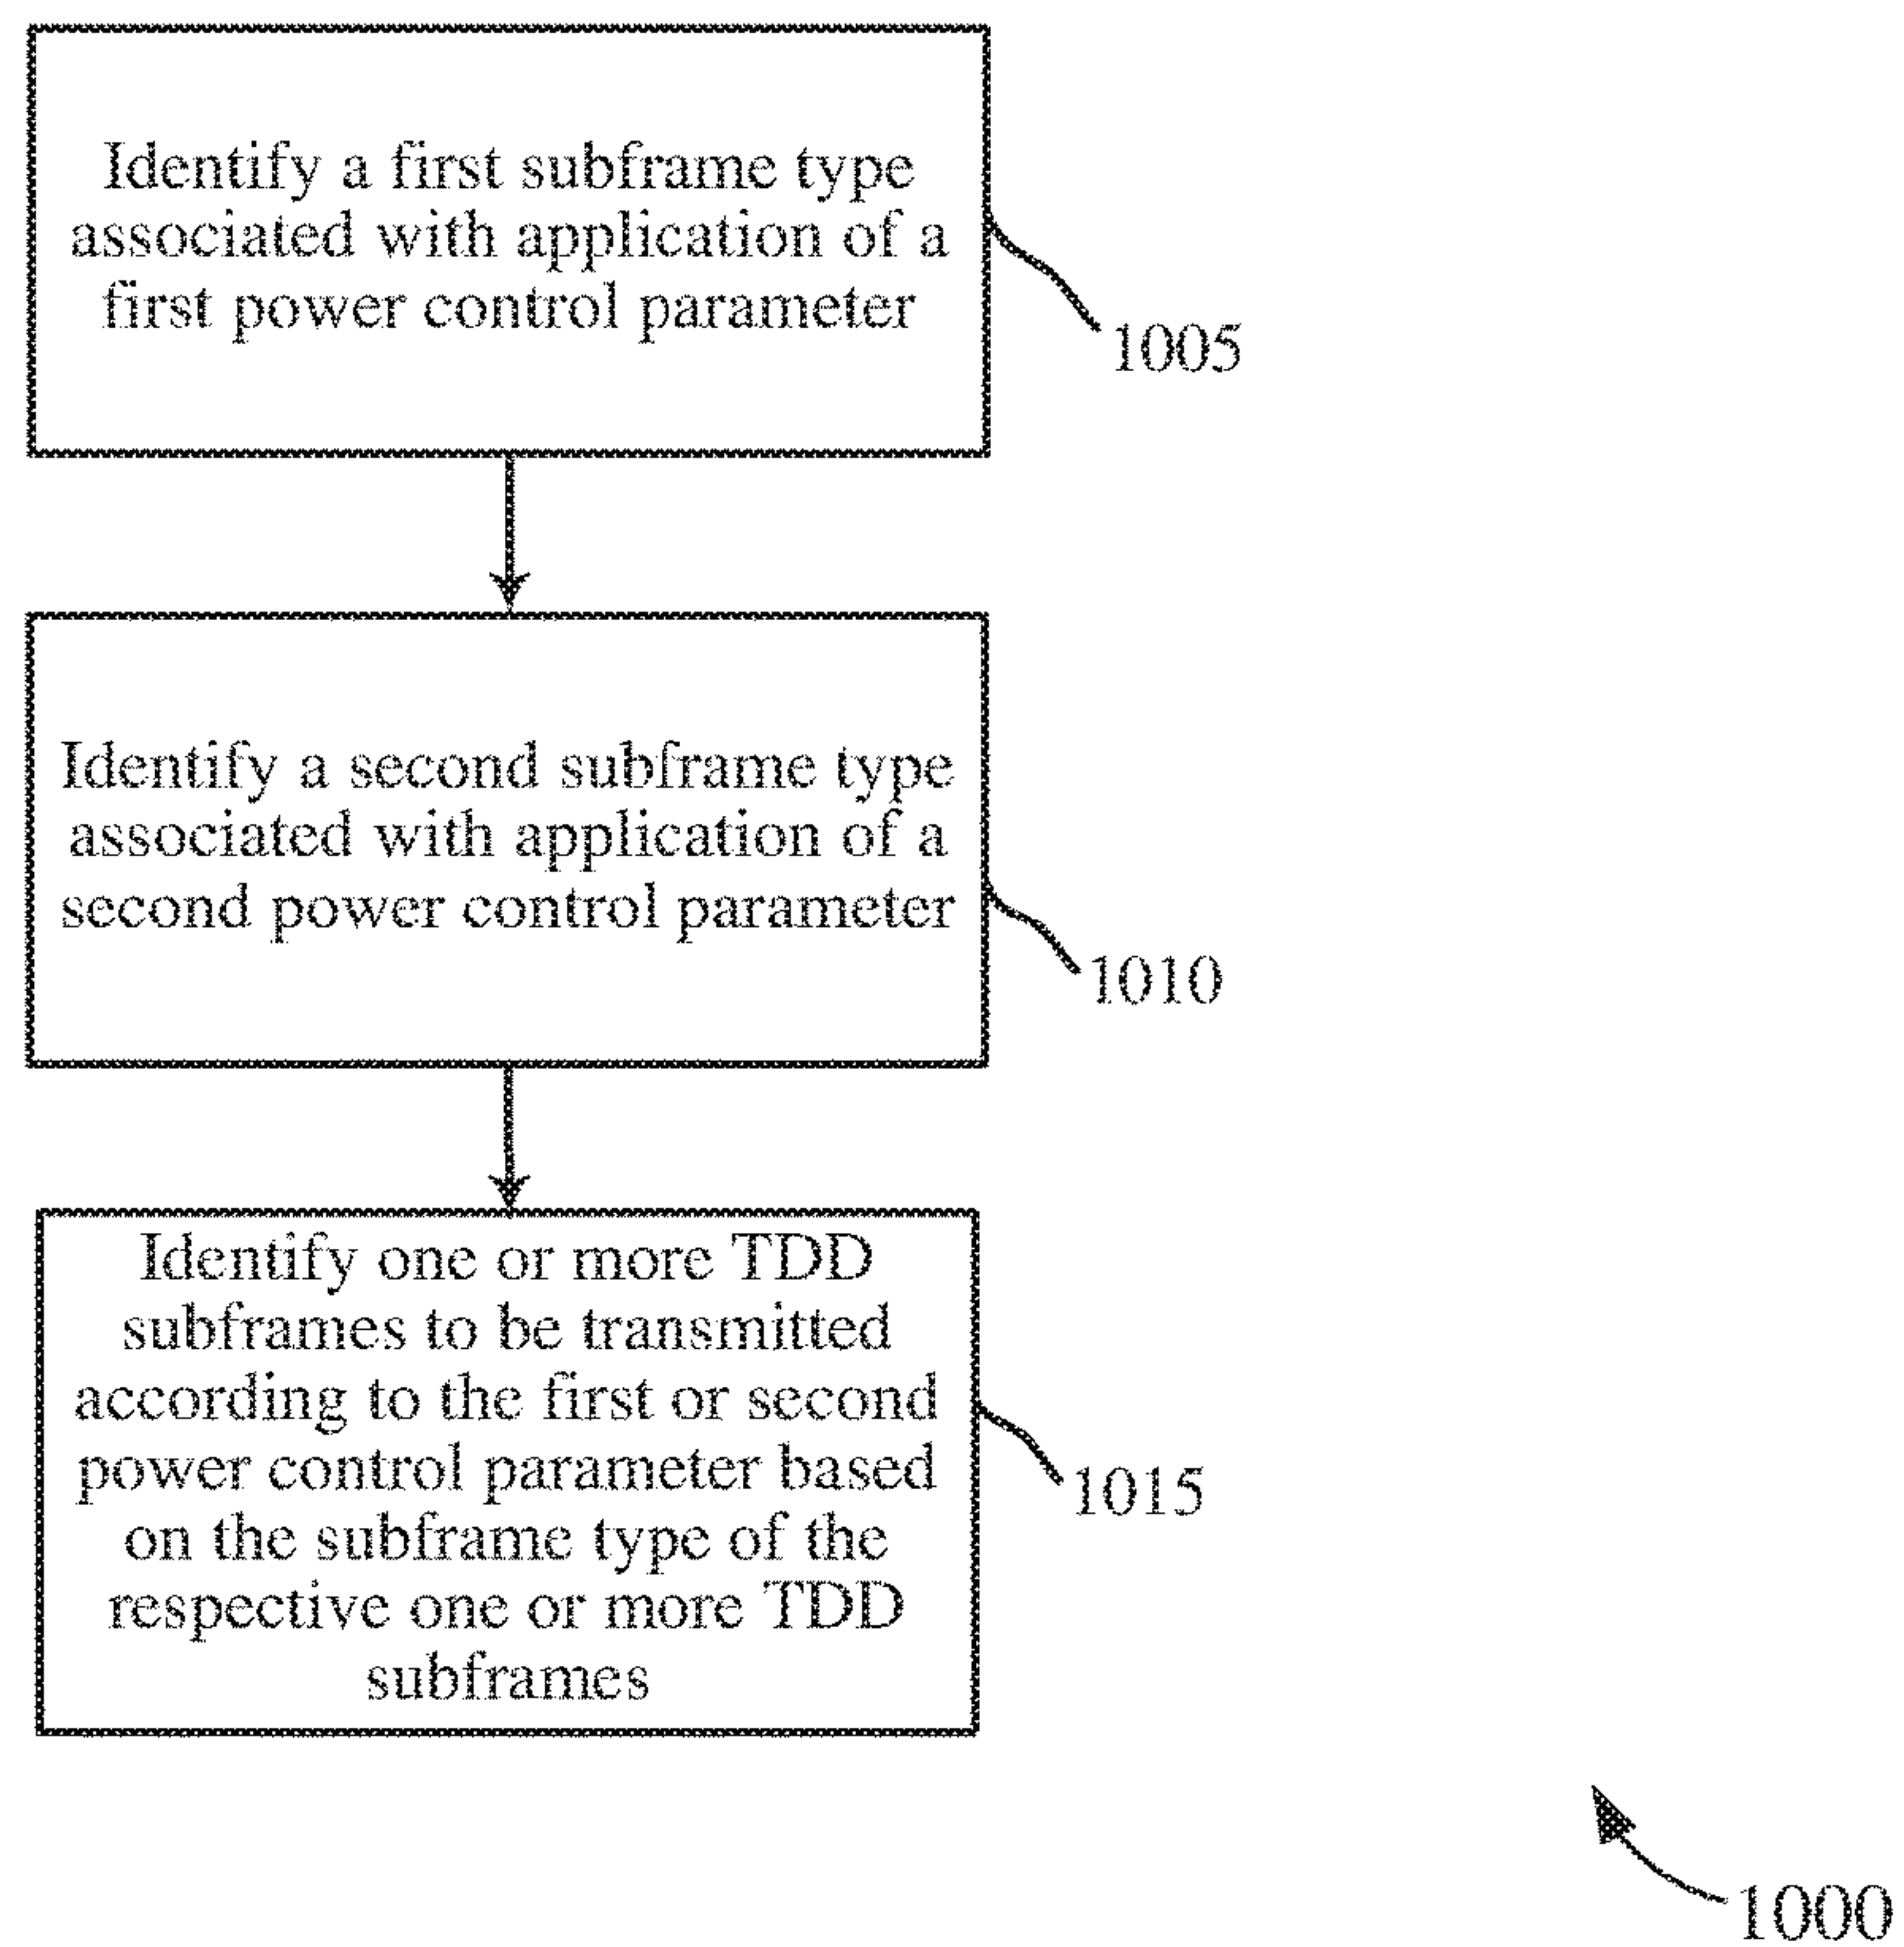 Identify a first subframe type
associated with application of a
first power control parameter
1005
Identify a second subframe type
associated with application of a
second power control parameter
1010
Identify one or more TDD
subframes to be transmitted
according to the first or second
power control parameter based
on the subframe type of the
respective one or more TDD
subframes
1015
1000